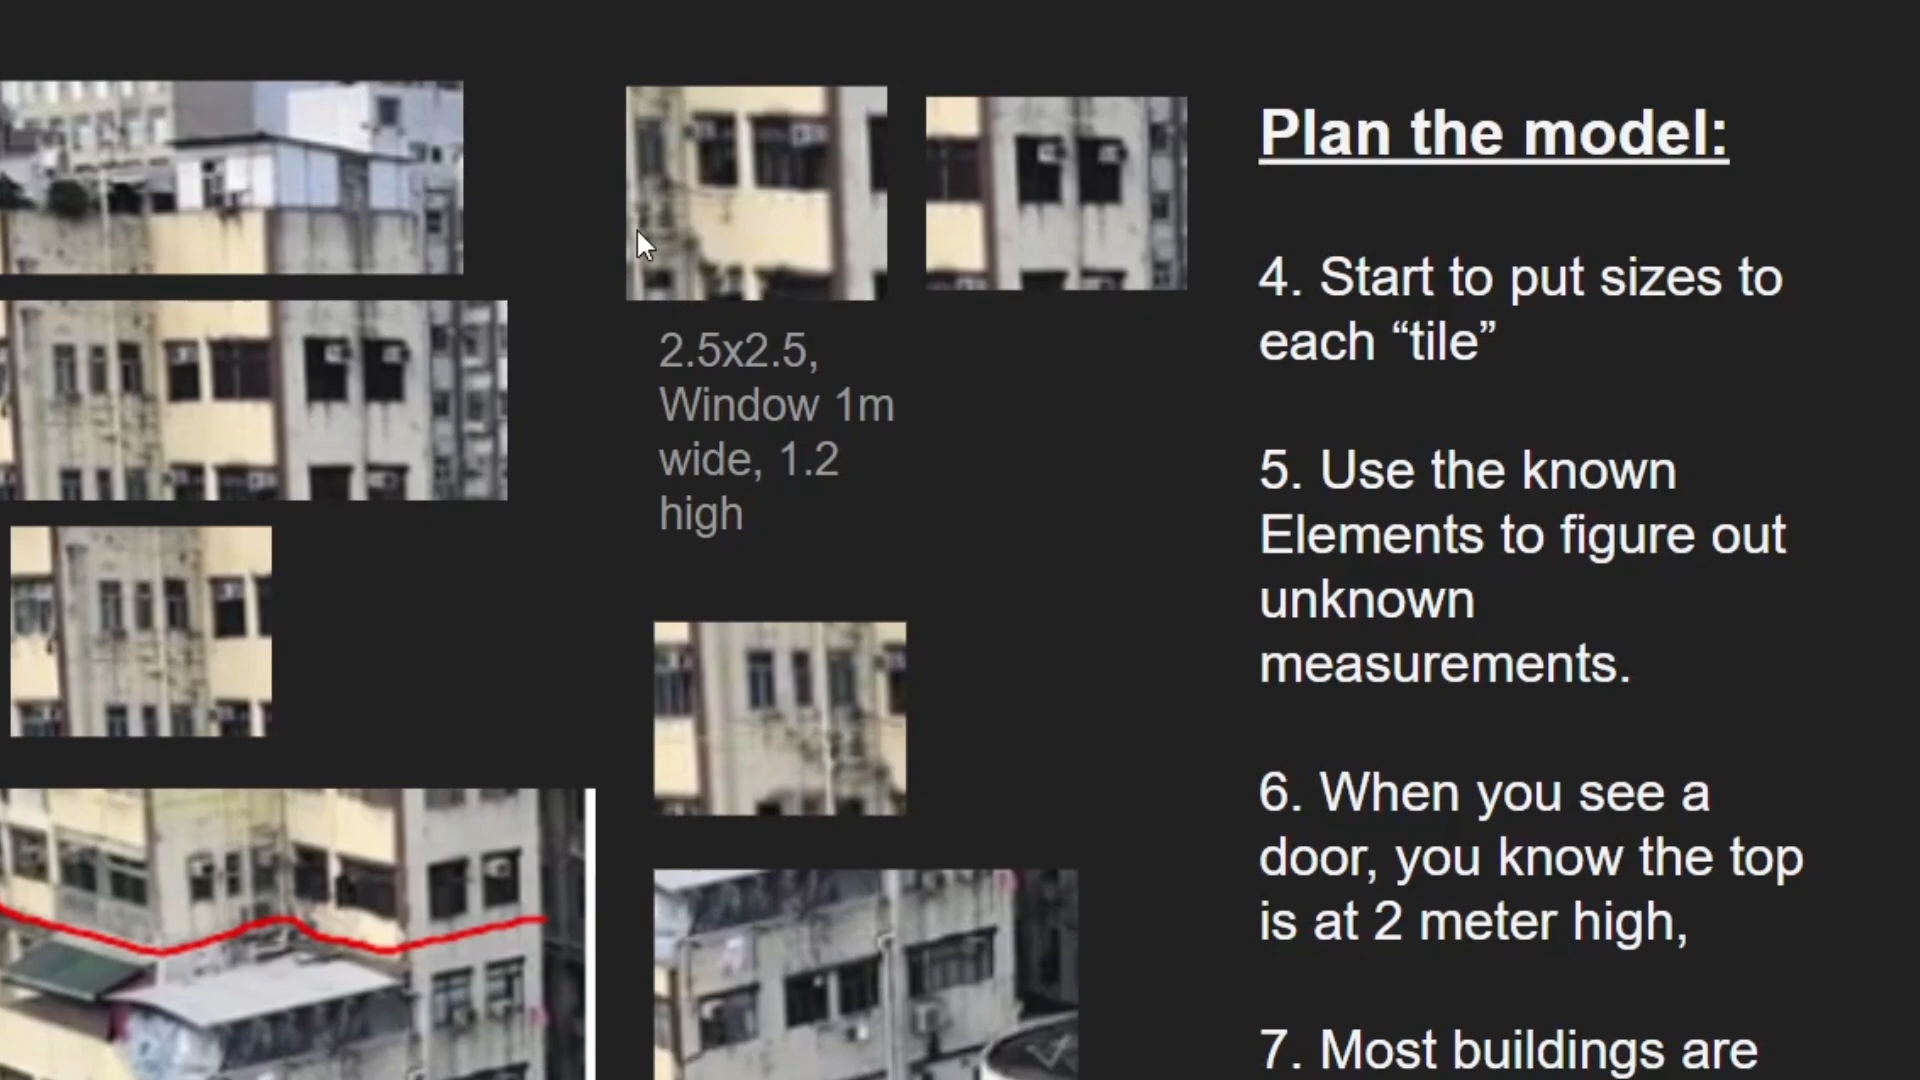 2.5x2.5,
Window 1m
wide, 1.2
high
Plan the model:
4. Start to put sizes to
each “tile”
5. Use the known
Elements to figure out
unknown
measurements.
6. When you see a
door, you know the top
is at 2 meter high,
7. Most buildings are